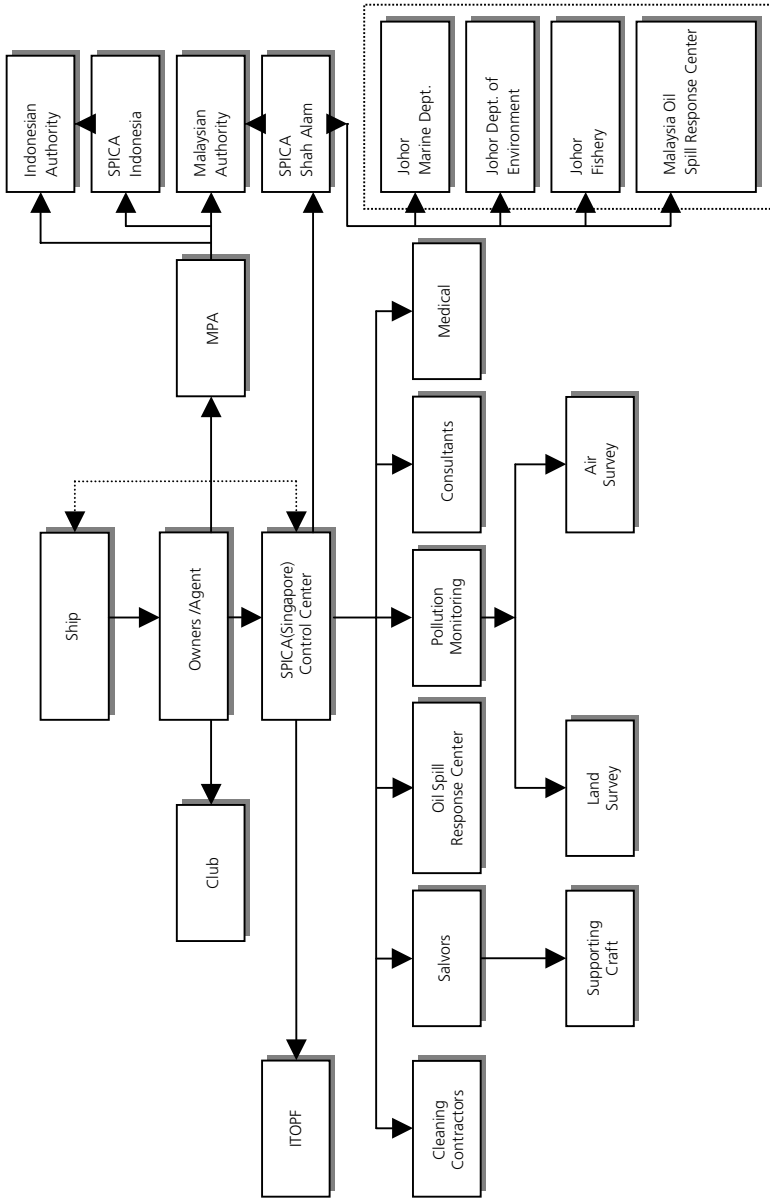 Ship
Owners /Agent
Club
MPA
Indonesian
Authority
SPICA
Indonesia
Malaysian
Authority
SPICA
Shah Alam
SPICA(Singapore)
Control Center
ITOPF
Cleaning
Contractors
Salvors
Oil Spill
Response Center
Pollution
Monitoring
Consultants
Medical
Supporting
Craft
Land
Survey
Air
Survey
Johor
Marine Dept.
Johor Dept. of
Environment
Johor
Fishery
Malaysia Oil
Spill Response Center